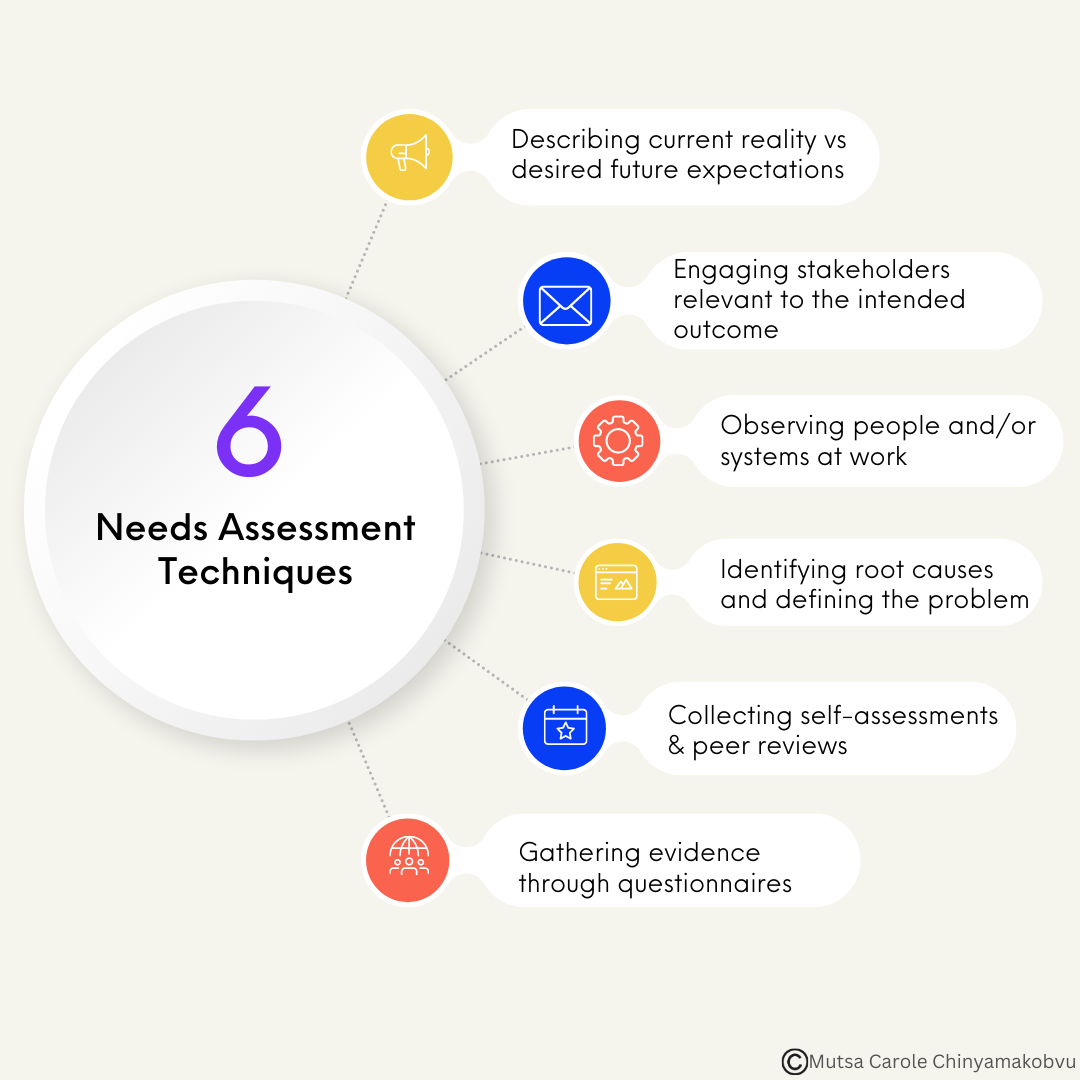 6
Needs Assessment
Techniques
Describing current reality vs
desired future expectations
Engaging stakeholders
relevant to the intended
outcome
Observing people and/or
systems at work
Identifying root causes
and defining the problem
Collecting self-assessments
& peer reviews
Gathering evidence
through questionnaires
©Mutsa Carole Chinyamakobvu